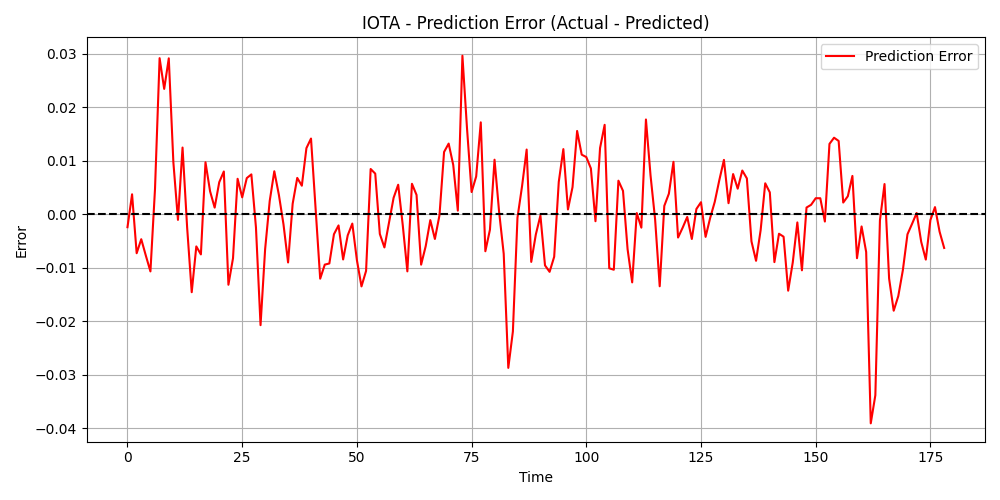 IOTA - Prediction Error (Actual - Predicted)
Prediction Error
0.03
0.02
0.01
0.00
−0.01
−0.02
−0.03
−0.04
Error
0 25 50 75 100 125 150 175
Time